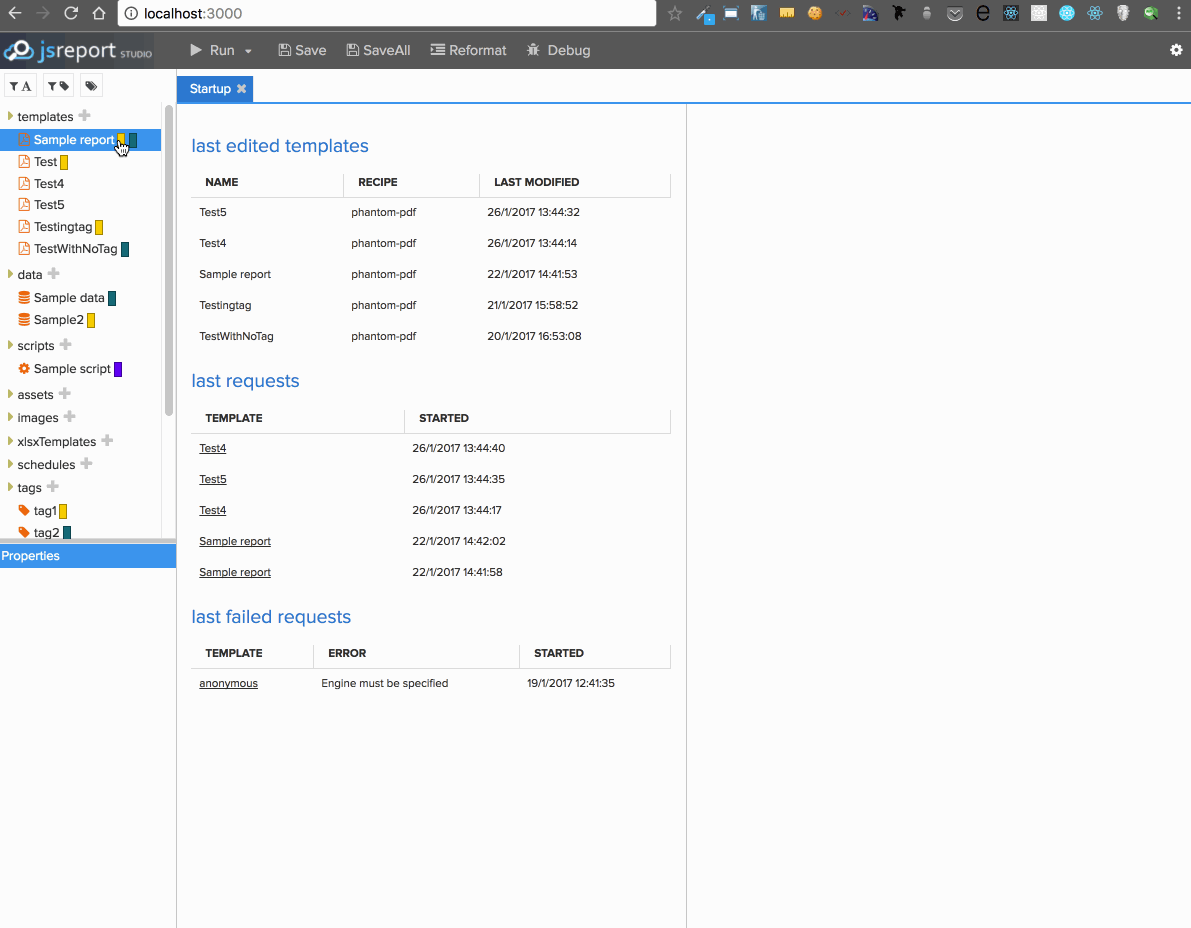 localhost:3000
jsreport STUDIO
Run Save SaveAll Reformat Debug
A
Startup
templates
Sample report
Test
Test4
Test5
Testingtag
TestWithNoTag
data
Sample data
Sample2
scripts
Sample script
assets
images
xlsxTemplates
schedules
tags
tag1
tag2
Properties
last edited templates
NAME RECIPE LAST MODIFIED
Test5 phantom-pdf 26/1/2017 13:44:32
Test4 phantom-pdf 26/1/2017 13:44:14
Sample report phantom-pdf 22/1/2017 14:41:53
Testingtag phantom-pdf 21/1/2017 15:58:52
TestWithNoTag phantom-pdf 20/1/2017 16:53:08
last requests
TEMPLATE STARTED
Test4 26/1/2017 13:44:40
Test5 26/1/2017 13:44:35
Test4 26/1/2017 13:44:17
Sample report 22/1/2017 14:42:02
Sample report 22/1/2017 14:41:58
last failed requests
TEMPLATE ERROR STARTED
anonymous Engine must be specified 19/1/2017 12:41:35